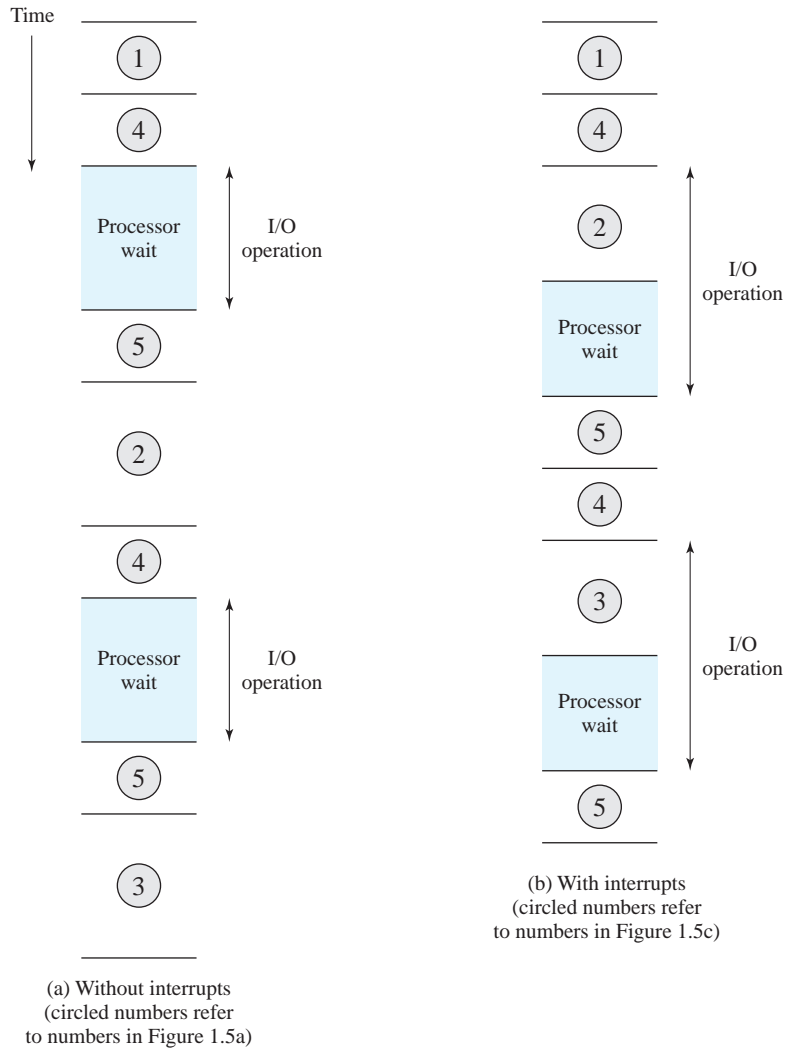 Time
1
4
Processor
wait
I/O
operation
5
2
4
Processor
wait
I/O
operation
5
3
(a) Without interrupts
(circled numbers refer
to numbers in Figure 1.5a)
1
4
2
I/O
operation
Processor
wait
5
4
3
I/O
operation
Processor
wait
5
(b) With interrupts
(circled numbers refer
to numbers in Figure 1.5c)